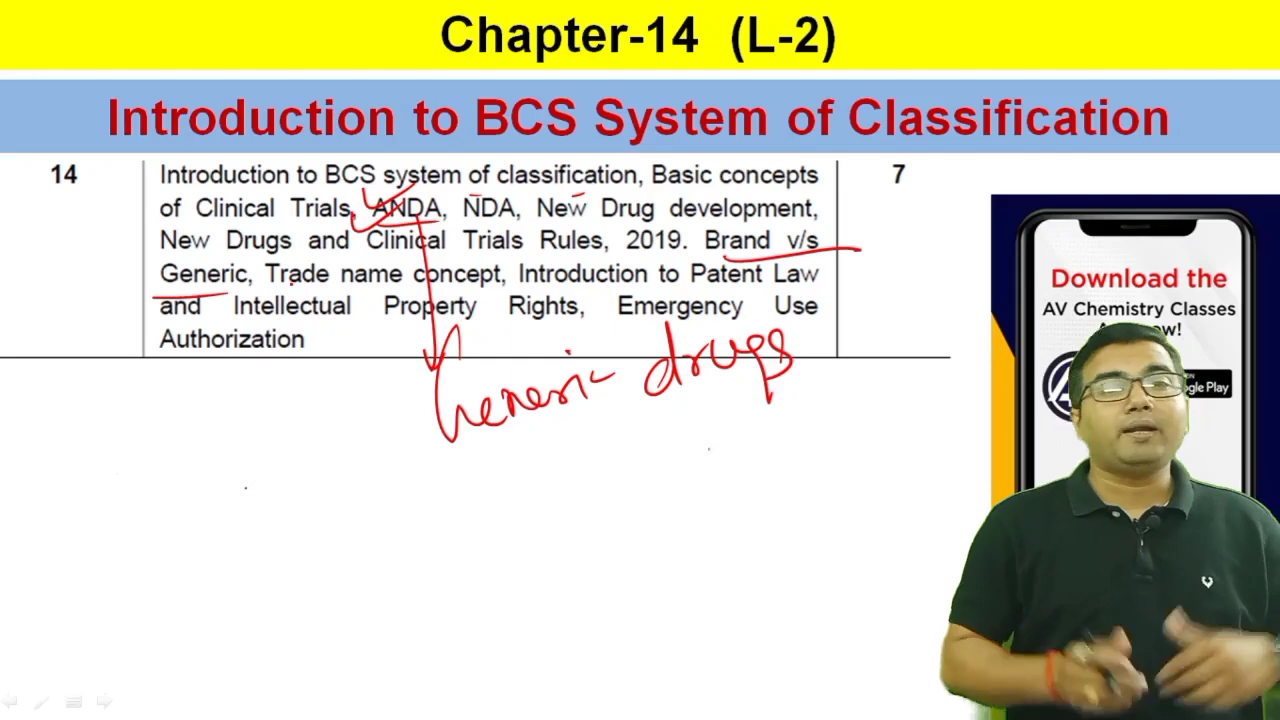 Chapter-14 (L-2)
Introduction to BCS System of Classification
14
Introduction to BCS system of classification, Basic concepts
of Clinical Trials, ANDA, NDA, New Drug development,
New Drugs and Clinical Trials Rules, 2019. Brand v/s
Generic, Trade name concept, Introduction to Patent Law
and Intellectual Property Rights, Emergency Use
Authorization
7
Generic drugs
Download the
AV Chemistry Classes
Now!
Google Play